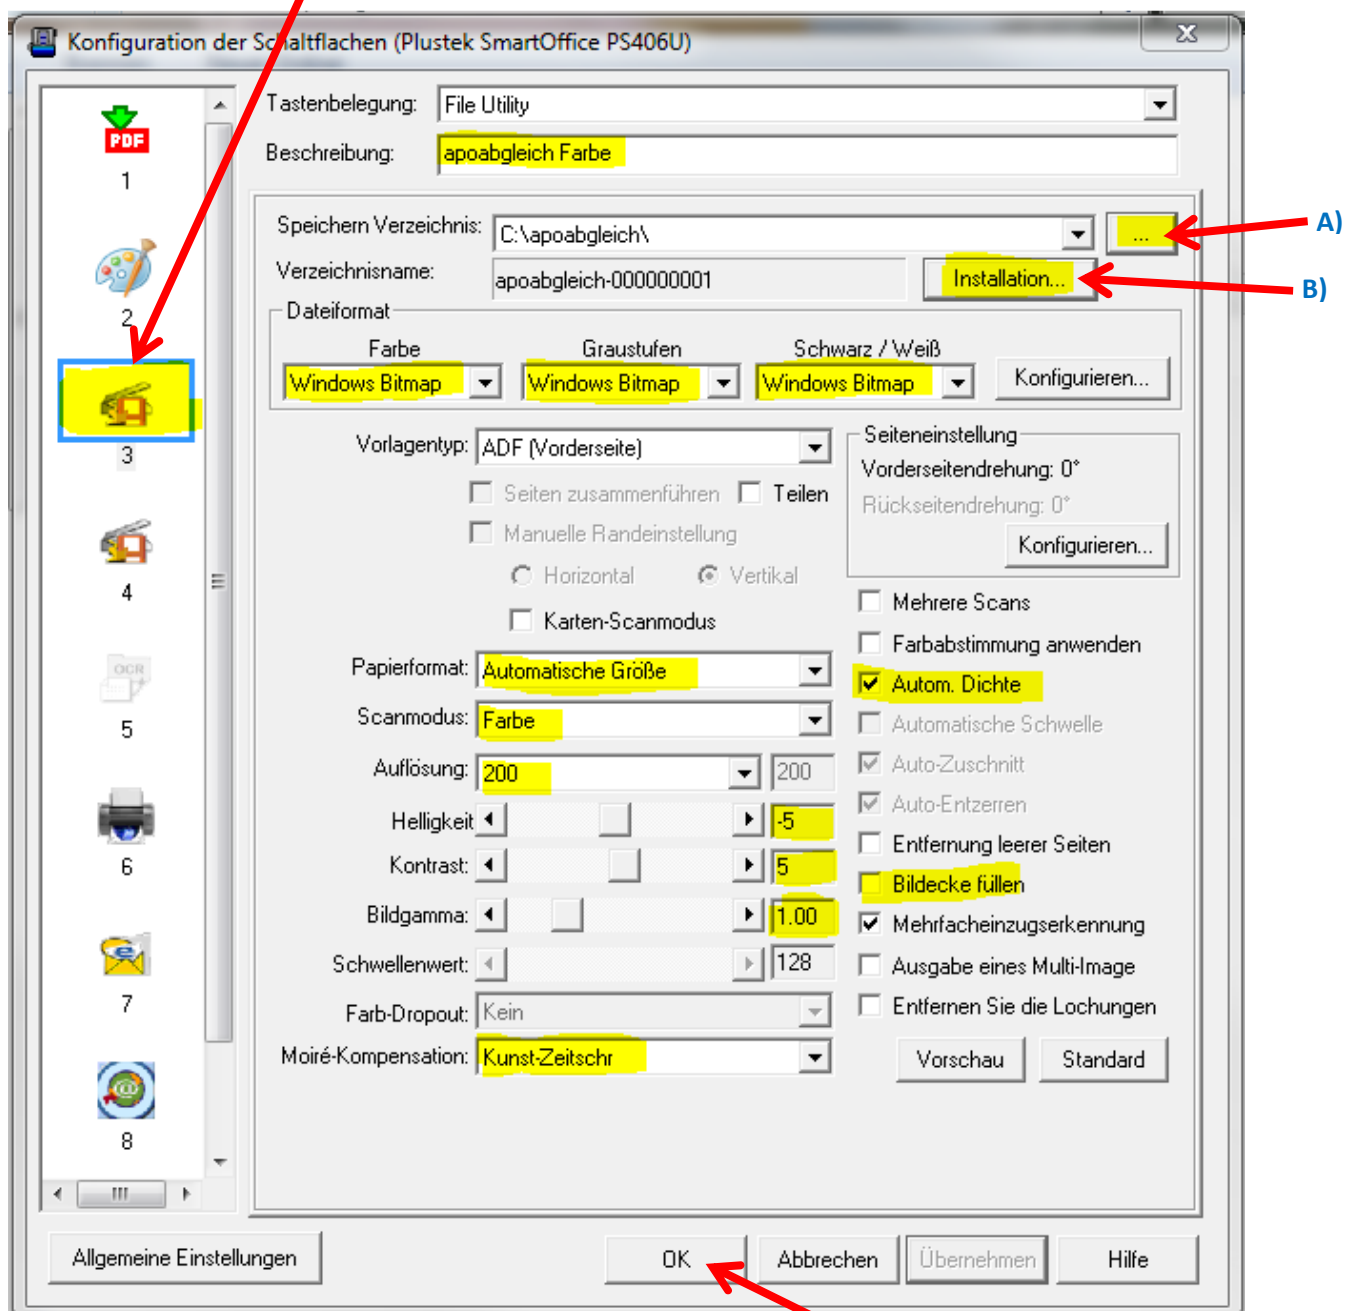 Konfiguration der Schaltflächen (Plustek SmartOffice PS406U)
PDF
1
2
3
4
OCR
5
6
7
8
Tastenbelegung: File Utility
Beschreibung: apoabgleich Farbe
Speichern Verzeichnis: C:\apoabgleich\ ... A)
Verzeichnisname: apoabgleich-000000001 Installation... B)
Dateiformat
Farbe Graustufen Schwarz / Weiß
Windows Bitmap Windows Bitmap Windows Bitmap Konfigurieren...
Vorlagentyp: ADF (Vorderseite)
Seiten zusammenführen Teilen
Manuelle Randeinstellung
Horizontal Vertikal
Karten-Scanmodus
Seiteneinstellung
Vorderseitendrehung: 0°
Rückseitendrehung: 0°
Konfigurieren...
Papierformat: Automatische Größe
Scanmodus: Farbe
Auflösung: 200 200
Helligkeit -5
Kontrast: 5
Bildgamma: 1.00
Schwellenwert: 128
Farb-Dropout: Kein
Moiré-Kompensation: Kunst-Zeitschr
Mehrere Scans
Farbabstimmung anwenden
Autom. Dichte
Automatische Schwelle
Auto-Zuschnitt
Auto-Entzerren
Entfernung leerer Seiten
Bildecke füllen
Mehrfacheinzugserkennung
Ausgabe eines Multi-Image
Entfernen Sie die Lochungen
Vorschau Standard
Allgemeine Einstellungen OK Abbrechen Übernehmen Hilfe